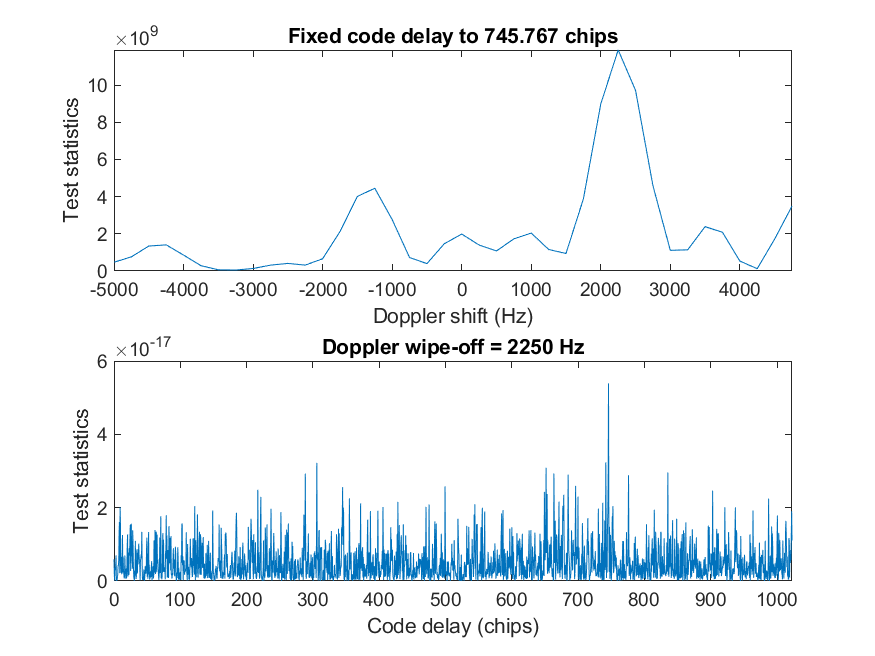 ×10^9
Fixed code delay to 745.767 chips
10
8
6
4
2
0
Test statistics
-5000 -4000 -3000 -2000 -1000 0 1000 2000 3000 4000
Doppler shift (Hz)
×10^-17
Doppler wipe-off = 2250 Hz
6
4
2
0
Test statistics
0 100 200 300 400 500 600 700 800 900 1000
Code delay (chips)